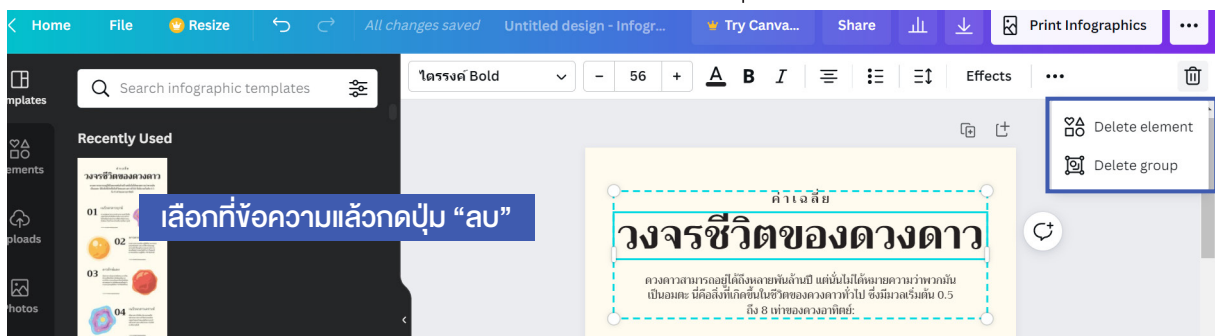 Home File Resize All changes saved Untitled design - Infogr... Try Canva... Share Print Infographics
mplates
Search infographic templates
ไตรรงค์ Bold – 56 + A B I Effects
Delete element
Delete group
Recently Used
ements
วงจรชีวิตของดวงดาว
01
02
03
04
เลือกที่ข้อความแล้วกดปุ่ม “ลบ”
ploads
Photos
ค่าเฉลี่ย
วงจรชีวิตของดวงดาว
ดวงดาวสามารถอยู่ได้ถึงหลายพันล้านปี แต่นั่นไม่ได้หมายความว่าพวกมัน
เป็นอมตะ นี่คือสิ่งที่เกิดขึ้นในชีวิตของดวงดาวทั่วไป ซึ่งมีมวลเริ่มต้น 0.5
ถึง 8 เท่าของดวงอาทิตย์: